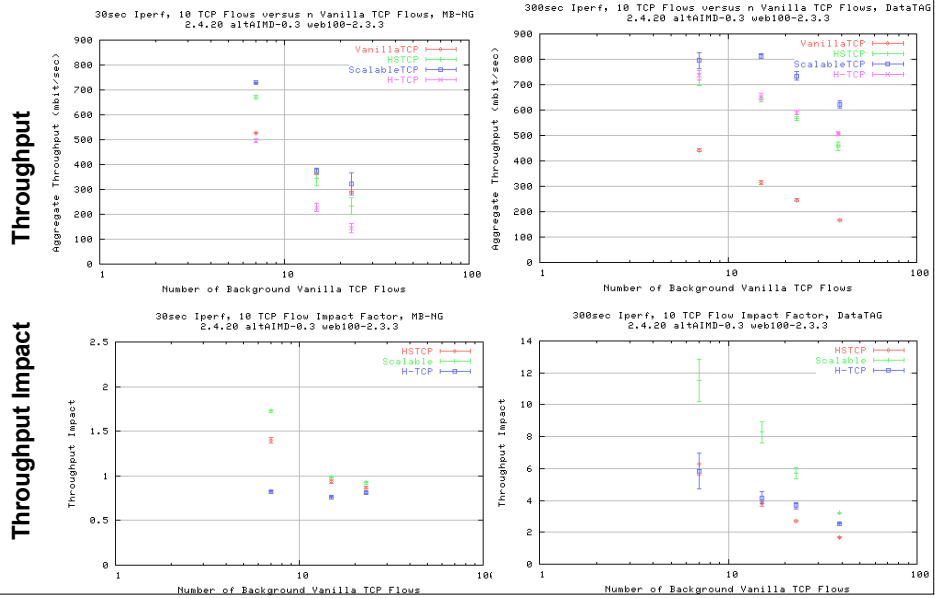 30sec Iperf, 10 TCP Flows versus n Vanilla TCP Flows, MB-NG
2.4.20 altAIMD-0.3 web100-2.3.3
Throughput
Aggregate Throughput (mbit/sec)
900
800
700
600
500
400
300
200
100
0
VanillaTCP
HSTCP
ScalableTCP
H-TCP
1
10
100
Number of Background Vanilla TCP Flows
300sec Iperf, 10 TCP Flows versus n Vanilla TCP Flows, DataTAG
2.4.20 altAIMD-0.3 web100-2.3.3
Aggregate Throughput (mbit/sec)
900
800
700
600
500
400
300
200
100
0
VanillaTCP
HSTCP
ScalableTCP
H-TCP
1
10
100
Number of Background Vanilla TCP Flows
Throughput Impact
30sec Iperf, 10 TCP Flow Impact Factor, MB-NG
2.4.20 altAIMD-0.3 web100-2.3.3
Throughput Impact
2.5
2
1.5
1
0.5
0
HSTCP
Scalable
H-TCP
1
10
Number of Background Vanilla TCP Flows
300sec Iperf, 10 TCP Flow Impact Factor, DataTAG
2.4.20 altAIMD-0.3 web100-2.3.3
Throughput Impact
14
12
10
8
6
4
2
0
HSTCP
Scalable
H-TCP
1
10
100
Number of Background Vanilla TCP Flows